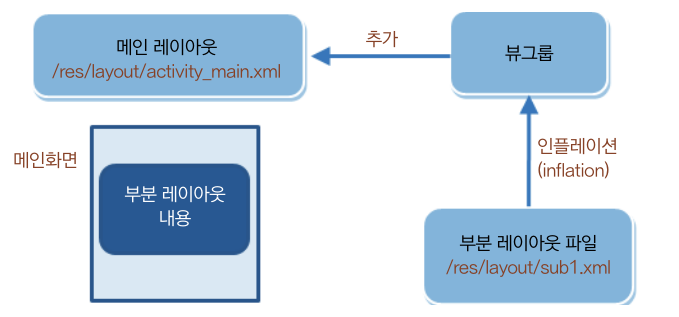 메인 레이아웃
/res/layout/activity_main.xml
추가
뷰그룹
메인화면
부분 레이아웃
내용
인플레이션
(inflation)
부분 레이아웃 파일
/res/layout/sub1.xml